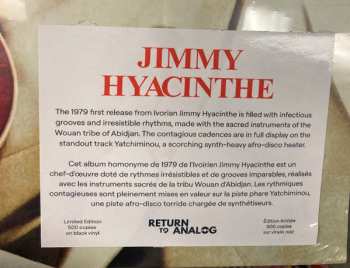 JIMMY
HYACINTHE
The 1979 first release from Ivorian Jimmy Hyacinthe is filled with infectious
grooves and irresistible rhythms, made with the sacred instruments of the
Wouan tribe of Abidjan. The contagious cadences are in full display on the
standout track Yatchiminou, a scorching synth-heavy afro-disco heater.
Cet album homonyme de 1979 de l'Ivoirien Jimmy Hyacinthe est un
chef-d'œuvre doté de rythmes irrésistibles et de grooves imparables, réalisés
avec les instruments sacrés de la tribu Wouan d'Abidjan. Les rythmiques
contagieuses sont pleinement mises en valeur sur la piste phare Yatchiminou,
une piste afro-disco torride chargée de synthétiseurs.
Limited Edition
500 copies
on black vinyl
RETURN
TO ANALOG
Édition limitée
500 copies
sur vinyle noir